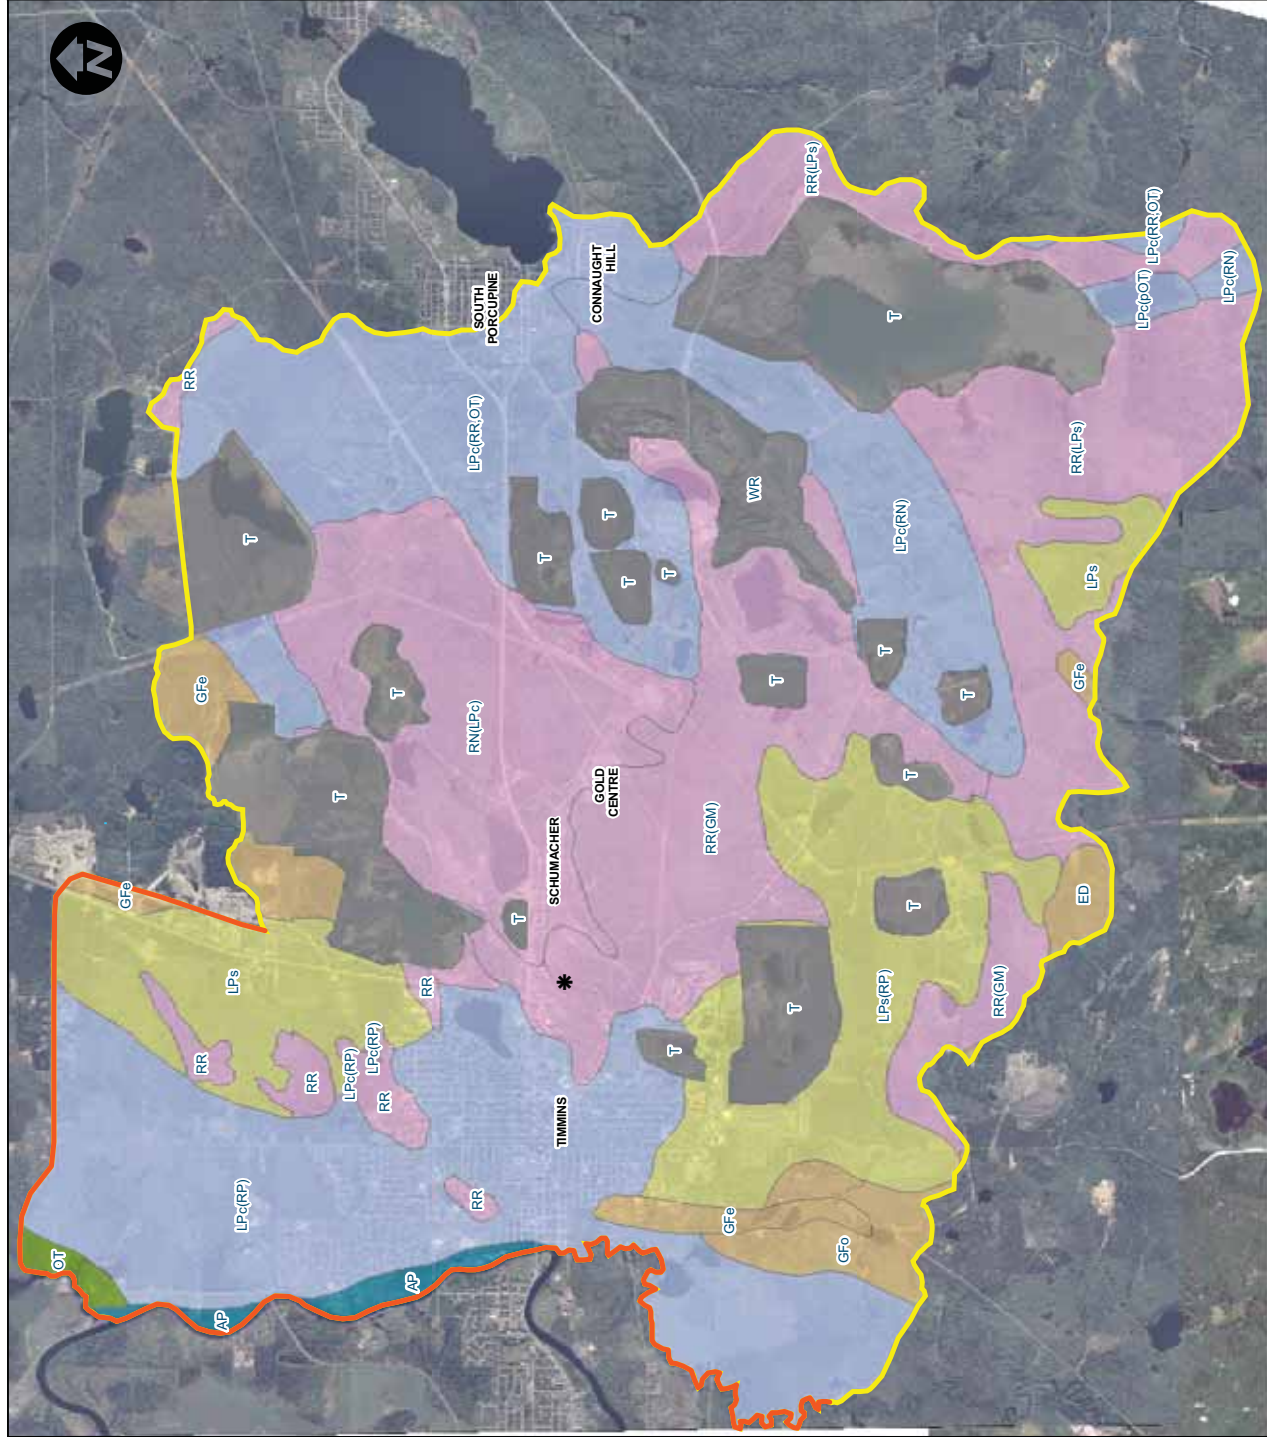 OT
N
GFe
RR
GFe
RR
AP
LPs
LPc(RP)
T
RR
T
LPc(RP)
LPc(RP)
RR
T
AP
RR
RR
RN(LPc)
LPc(RR;OT)
SOUTH
PORCUPINE
T
T
SCHUMACHER
TIMMINS
GOLD
CENTRE
CONNAUGHT
HILL
T
T
T
T
RR(GM)
GFe
WR
T
T
RR(LPs)
GFo
LPs(RP)
T
T
LPc(RN)
T
T
T
RR(GM)
GFe
RR(LPs)
ED
LPs
LPc(pOT)
LPc(RR;OT)
LPc(RN)